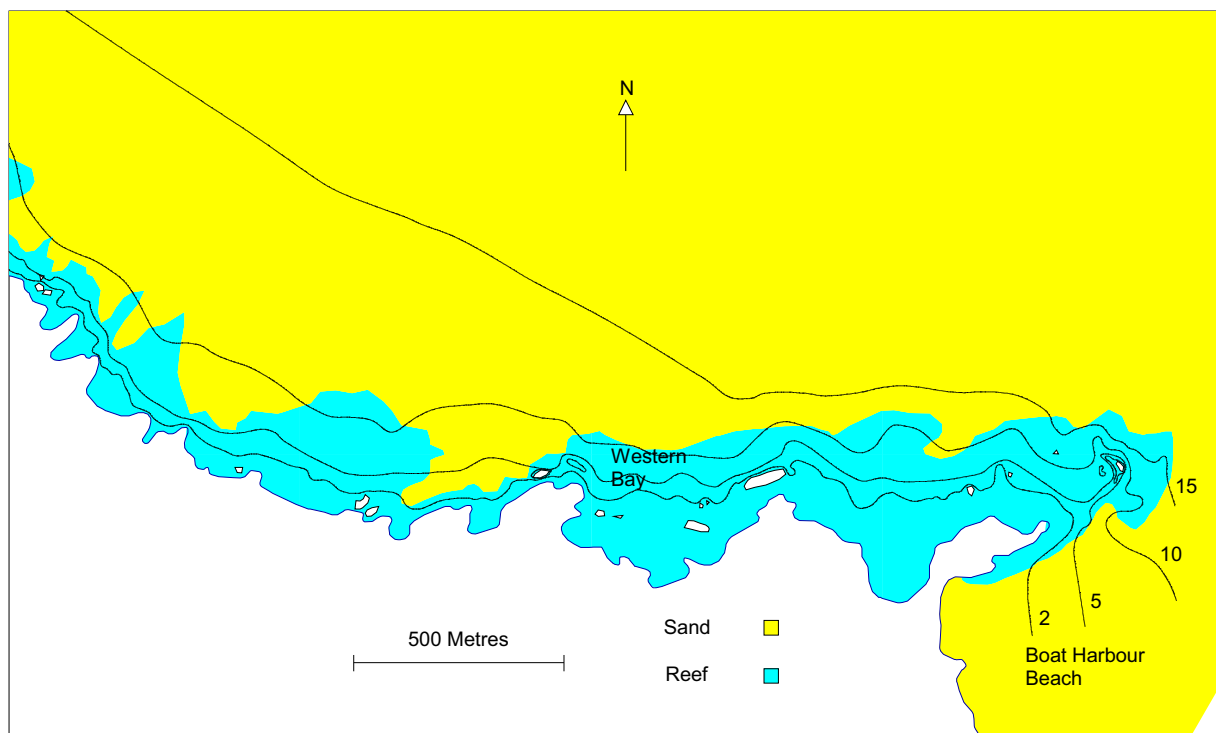 N
Western
Bay
15
10
5
2
500 Metres
Sand
Reef
Boat Harbour
Beach